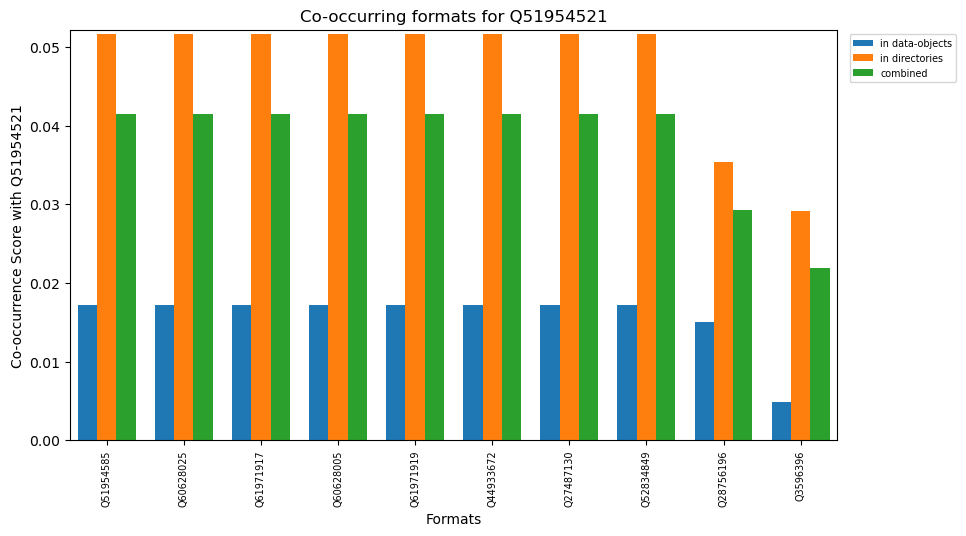 Co-occurring formats for Q51954521
in data-objects
in directories
combined
Co-occurrence Score with Q51954521
0.05
0.04
0.03
0.02
0.01
0.00
Q51954585
Q60628025
Q61971917
Q60628005
Q61971919
Q44933672
Q27487130
Q52834849
Q28756196
Q3596396
Formats